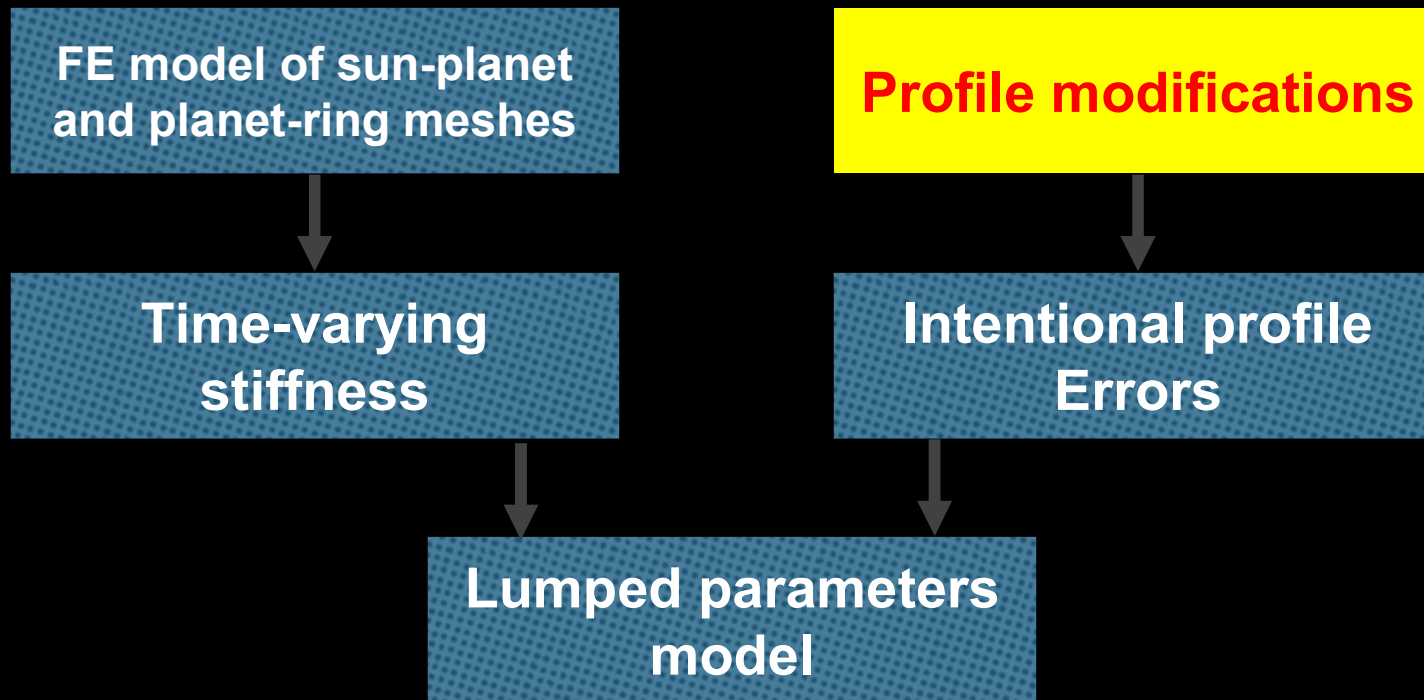 FE model of sun-planet
and planet-ring meshes
Profile modifications
Time-varying
stiffness
Intentional profile
Errors
Lumped parameters
model